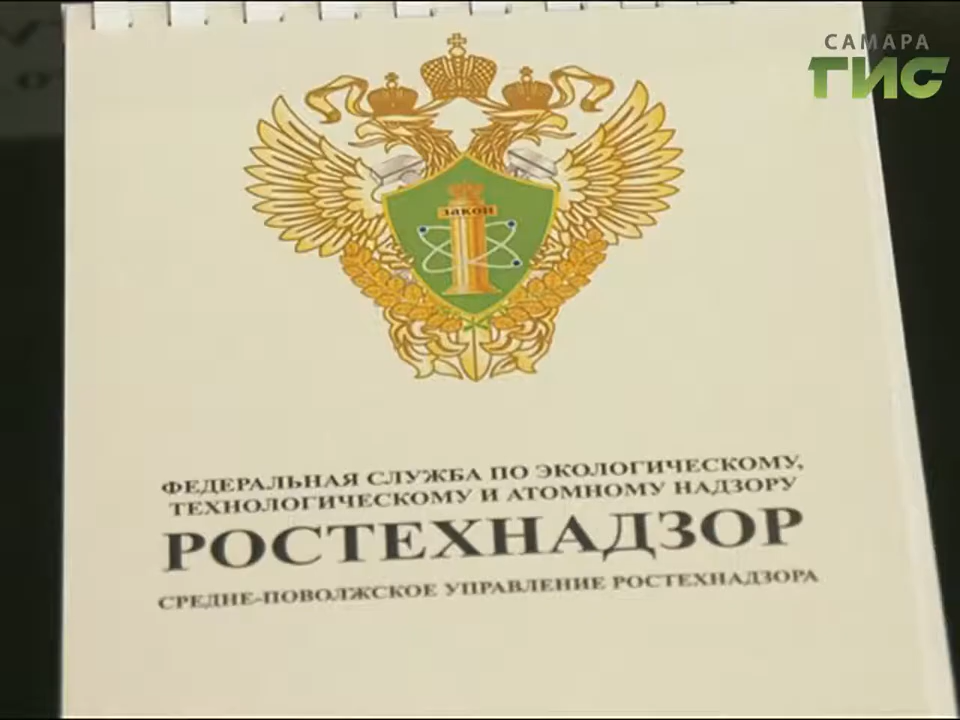 САМАРА
ГИС
закон
ФЕДЕРАЛЬНАЯ СЛУЖБА ПО ЭКОЛОГИЧЕСКОМУ,
ТЕХНОЛОГИЧЕСКОМУ И АТОМНОМУ НАДЗОРУ
РОСТЕХНАДЗОР
СРЕДНЕ-ПОВОЛЖСКОЕ УПРАВЛЕНИЕ РОСТЕХНАДЗОРА